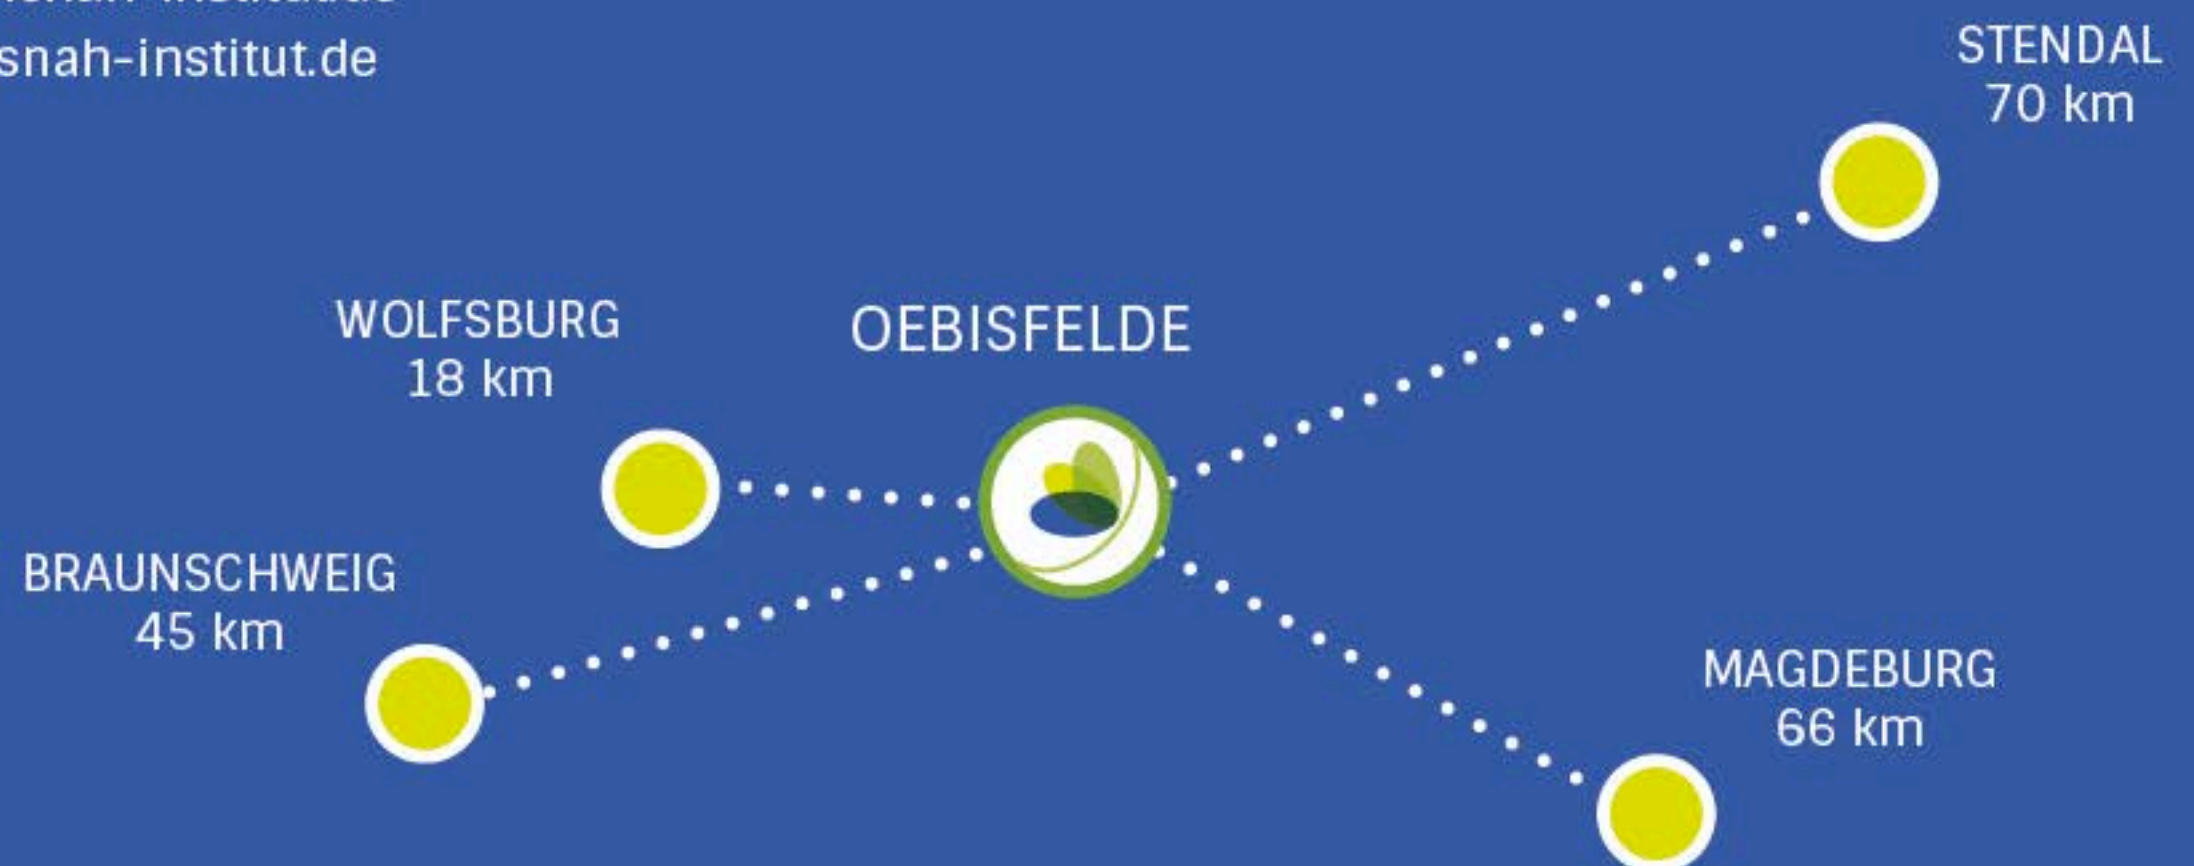 snah-institut.de
STENDAL
70 km
WOLFSBURG
18 km
OEBISFELDE
BRAUNSCHWEIG
45 km
MAGDEBURG
66 km